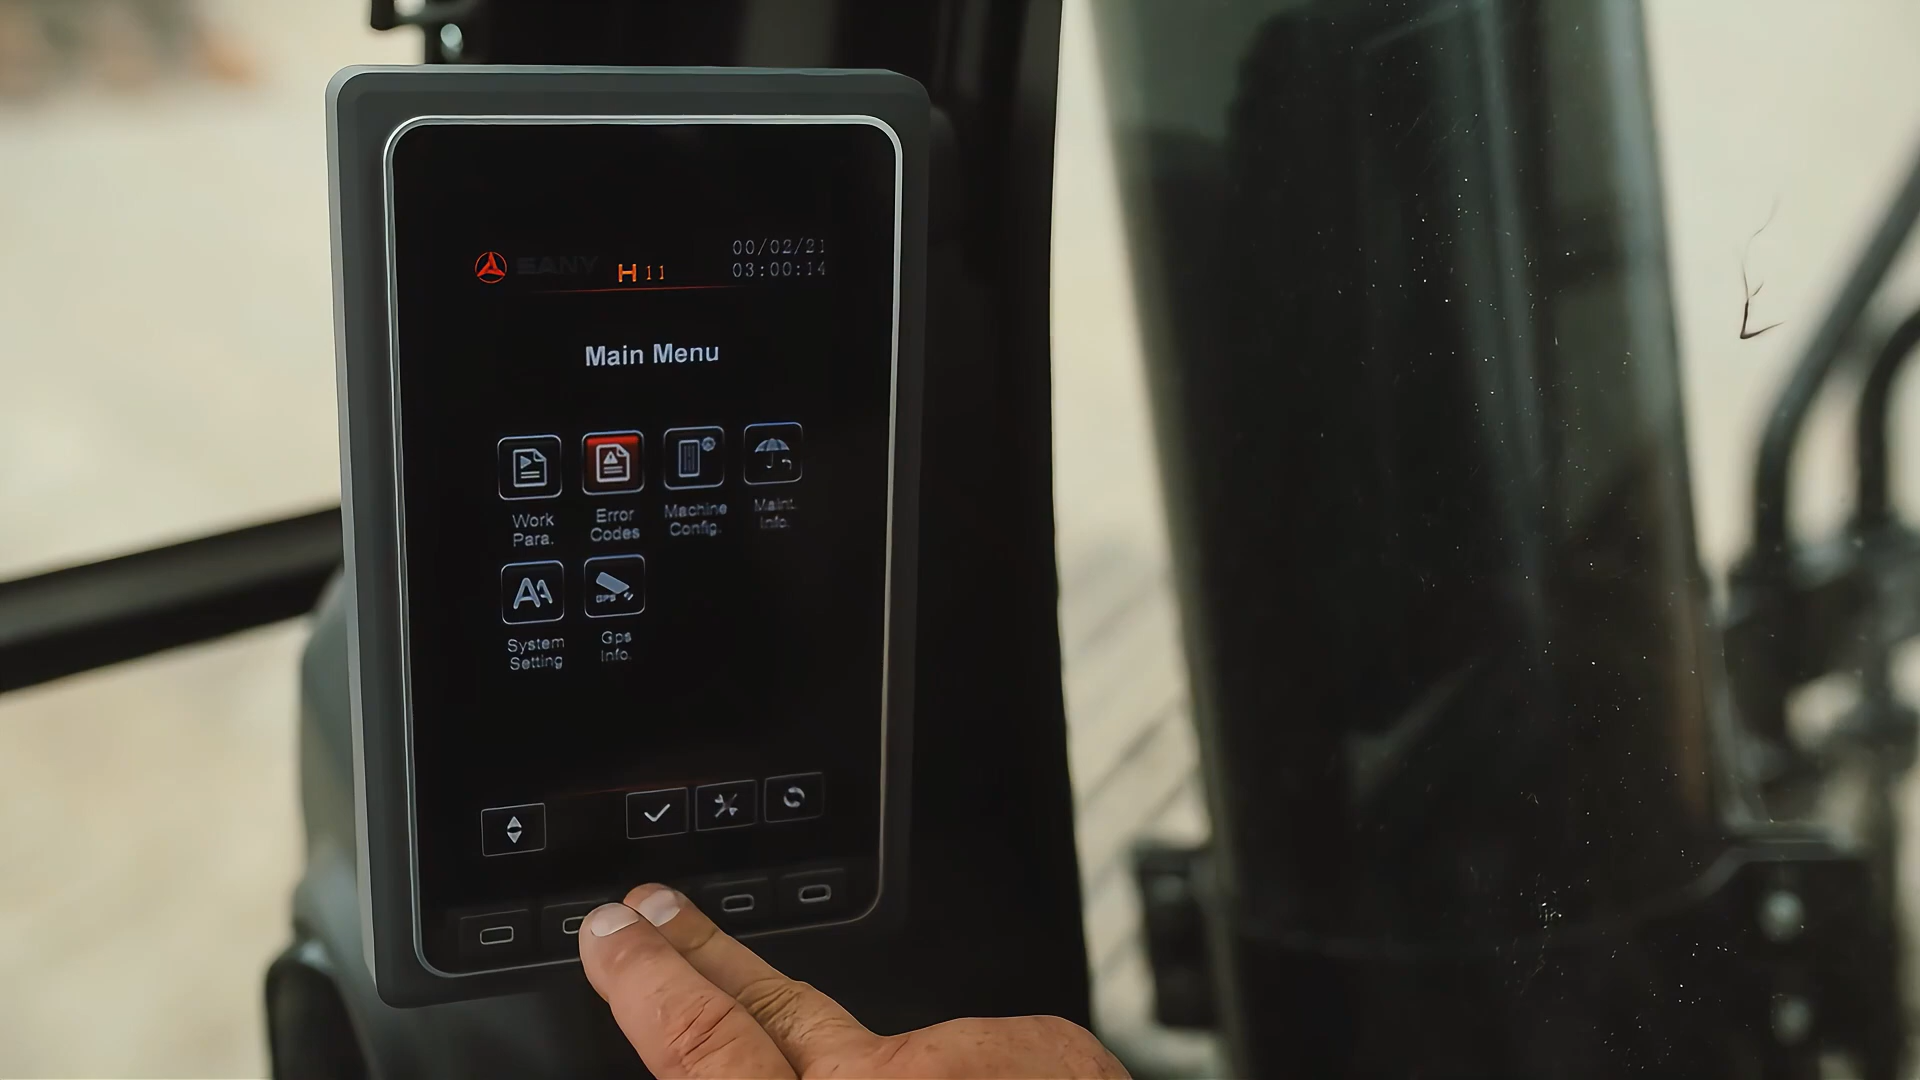 SANY
H 11
00/02/21
03:00:14
Main Menu
Work
Para.
Error
Codes
Machine
Config.
Maint.
Info.
System
Setting
Gps
Info.